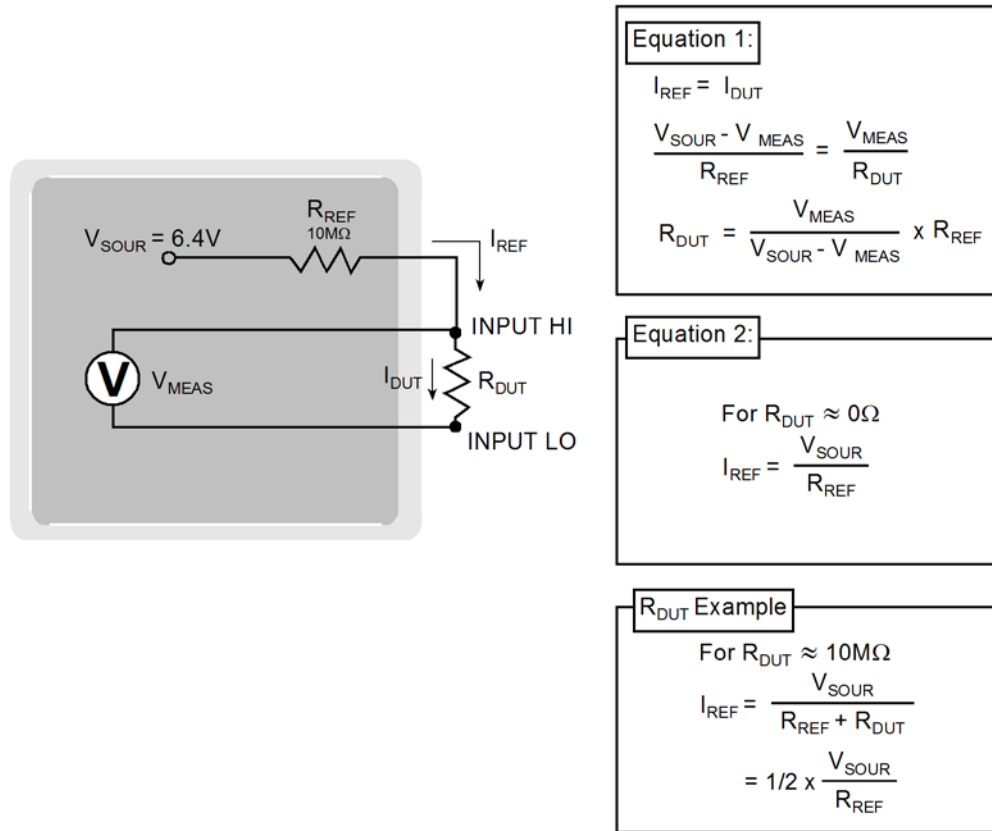 R_REF
10MΩ
V_SOUR = 6.4V
I_REF
INPUT HI
V
V_MEAS
I_DUT
R_DUT
INPUT LO
Equation 1:
I_REF = I_DUT
V_SOUR - V_MEAS
R_REF
=
V_MEAS
R_DUT
R_DUT =
V_MEAS
V_SOUR - V_MEAS
x R_REF
Equation 2:
For R_DUT ≈ 0Ω
I_REF =
V_SOUR
R_REF
R_DUT Example
For R_DUT ≈ 10MΩ
I_REF =
V_SOUR
R_REF + R_DUT
= 1/2 x
V_SOUR
R_REF